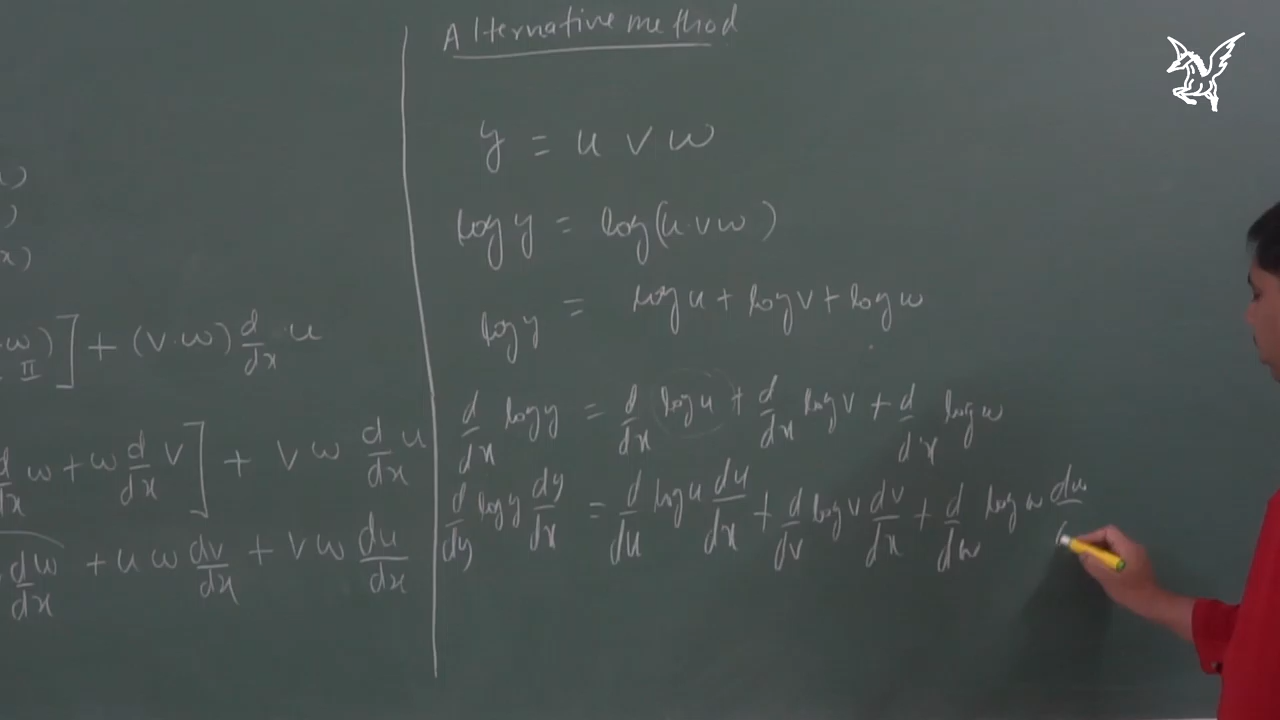 u)
)
x)
w)] + (v·w) d/dx · u
II
d/dx w + w d/dx v] + v w d/dx u
dw/dx + u w dv/dx + v w du/dx
Alternative method
y = u v w
log y = log(u·vw)
log y = log u + log v + log w
d/dx log y = d/dx log u + d/dx log v + d/dx log w
d/dy log y dy/dx = d/du log u du/dx + d/dv log v dv/dx + d/dw log w dw